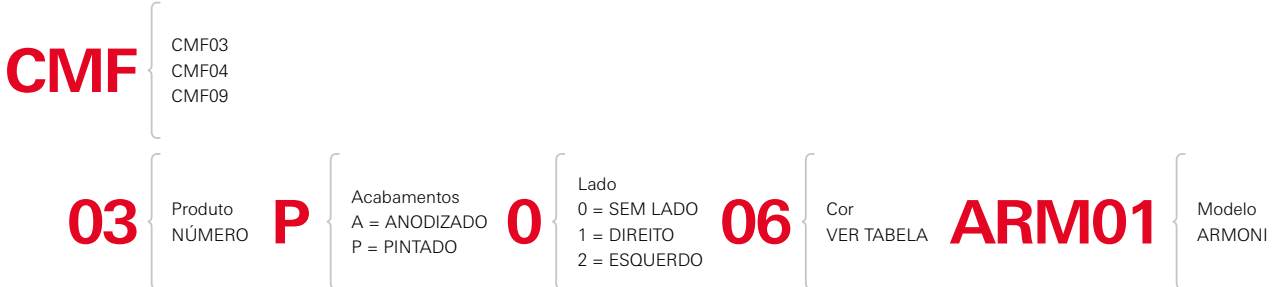 CMF
CMF03
CMF04
CMF09
03
Produto
NÚMERO
P
Acabamentos
A = ANODIZADO
P = PINTADO
0
Lado
0 = SEM LADO
1 = DIREITO
2 = ESQUERDO
06
Cor
VER TABELA
ARM01
Modelo
ARMONI